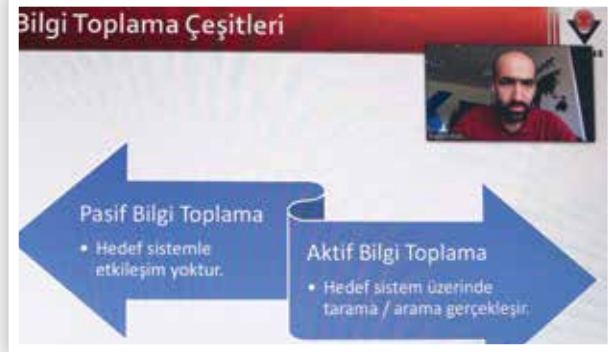 Bilgi Toplama Çeşitleri
Pasif Bilgi Toplama
• Hedef sistemle
etkileşim yoktur.
Aktif Bilgi Toplama
• Hedef sistem üzerinde
tarama / arama gerçekleşir.